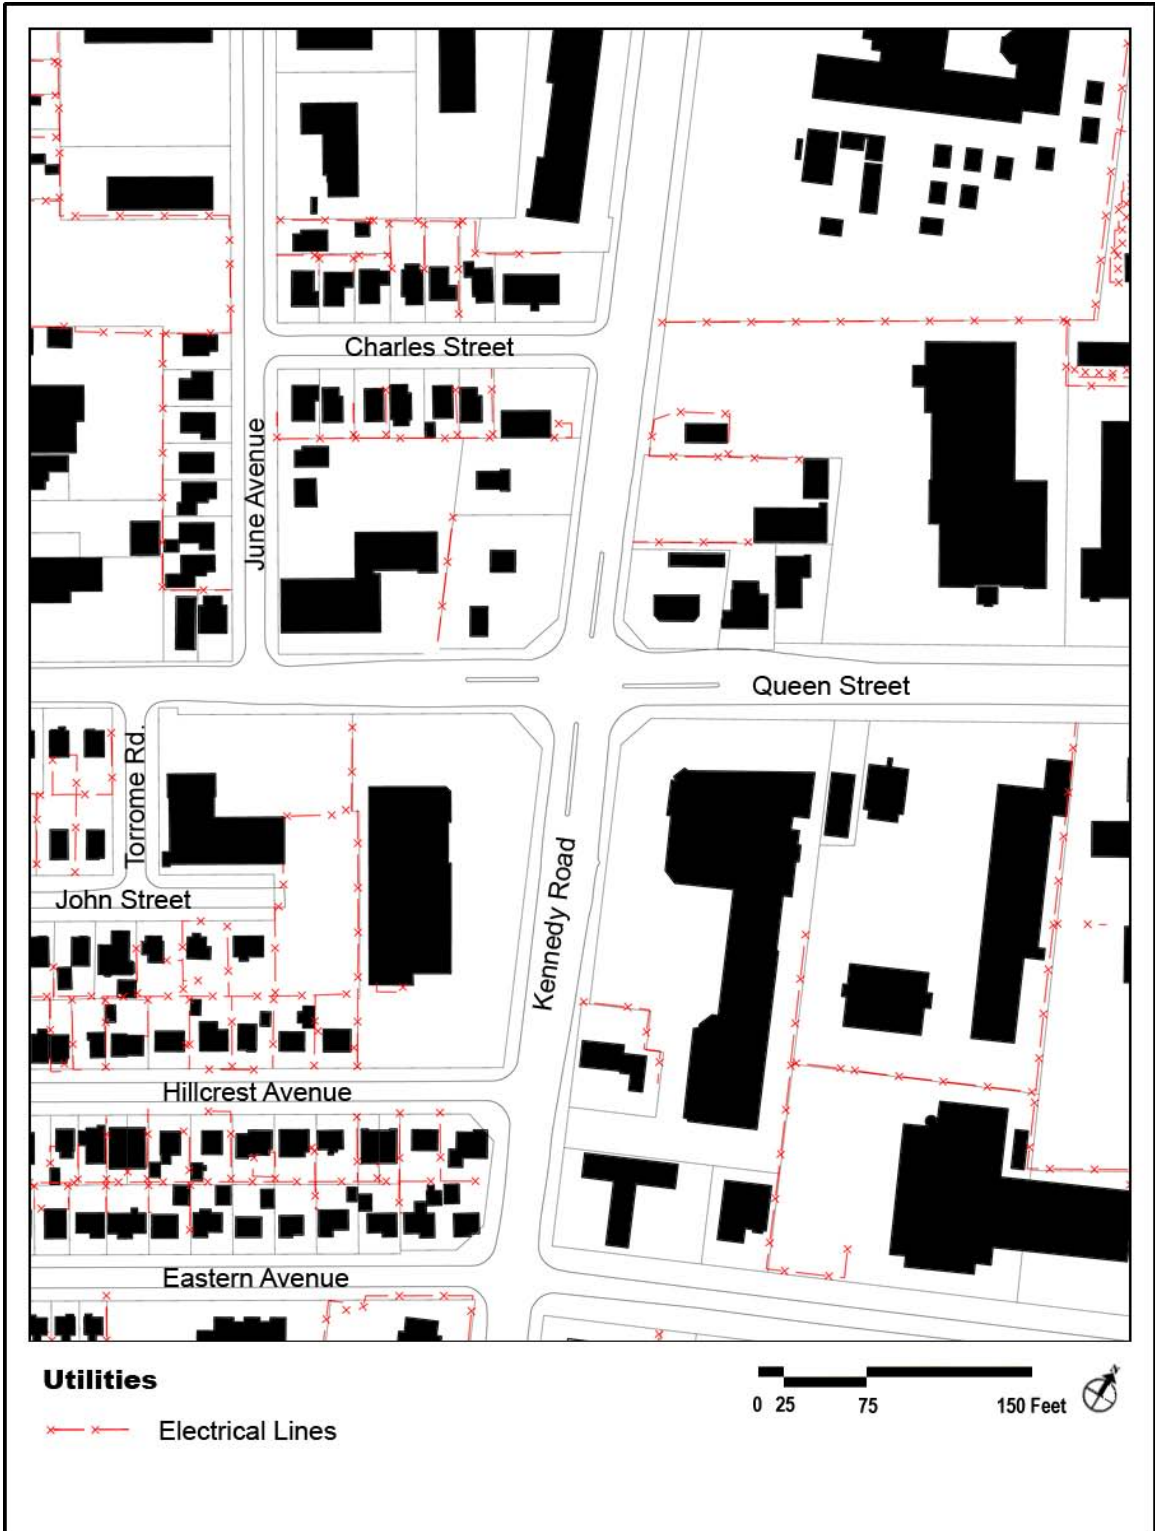 Charles Street
June Avenue
Queen Street
Torrome Rd.
John Street
Kennedy Road
Hillcrest Avenue
Eastern Avenue
Utilities
Electrical Lines
0 25 75 150 Feet